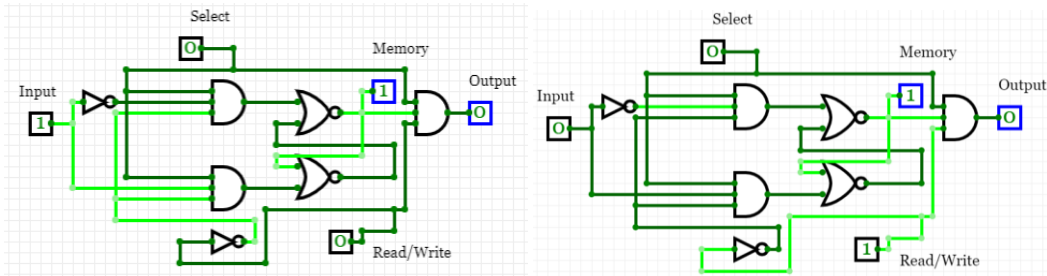 Select
0
Memory
Input
1
1
Output
0
0
Read/Write
Select
0
Memory
Input
0
1
Output
0
1
Read/Write